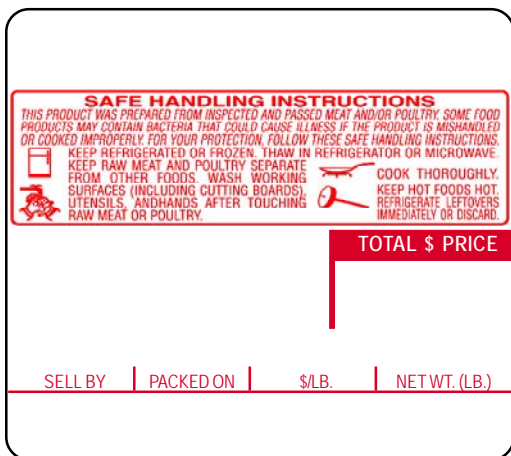 SAFE HANDLING INSTRUCTIONS
THIS PRODUCT WAS PREPARED FROM INSPECTED AND PASSED MEAT AND/OR POULTRY. SOME FOOD
PRODUCTS MAY CONTAIN BACTERIA THAT COULD CAUSE ILLNESS IF THE PRODUCT IS MISHANDLED
OR COOKED IMPROPERLY. FOR YOUR PROTECTION, FOLLOW THESE SAFE HANDLING INSTRUCTIONS.
KEEP REFRIGERATED OR FROZEN. THAW IN REFRIGERATOR OR MICROWAVE.
KEEP RAW MEAT AND POULTRY SEPARATE
FROM OTHER FOODS. WASH WORKING
SURFACES (INCLUDING CUTTING BOARDS),
UTENSILS, ANDHANDS AFTER TOUCHING
RAW MEAT OR POULTRY.
COOK THOROUGHLY.
KEEP HOT FOODS HOT.
REFRIGERATE LEFTOVERS
IMMEDIATELY OR DISCARD.
TOTAL $ PRICE
SELL BY PACKED ON $/LB. NET WT. (LB.)